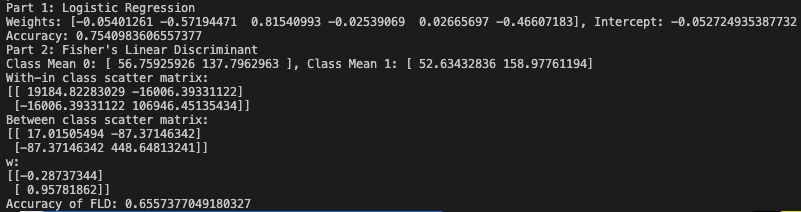 Part 1: Logistic Regression
Weights: [-0.05401261 -0.57194471  0.81540993 -0.02539069  0.02665697 -0.46607183], Intercept: -0.052724935387732
Accuracy: 0.7540983606557377
Part 2: Fisher's Linear Discriminant
Class Mean 0: [ 56.75925926 137.7962963 ], Class Mean 1: [ 52.63432836 158.97761194]
With-in class scatter matrix:
[[ 19184.82283029 -16006.39331122]
 [-16006.39331122 106946.45135434]]
Between class scatter matrix:
[[ 17.01505494 -87.37146342]
 [-87.37146342 448.64813241]]
w:
[[-0.28737344]
 [ 0.95781862]]
Accuracy of FLD: 0.6557377049180327